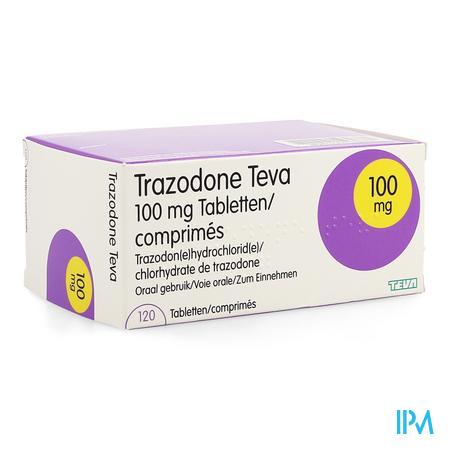 Trazodone Teva
100 mg
Trazodone Teva
100 mg Tabletten/
comprimés
Trazodon(e)hydrochlorid(e)/
chlorhydrate de trazodone
Oraal gebruik/Voie orale/Zum Einnehmen
120 Tabletten/comprimés
100
mg
TEVA
IPM